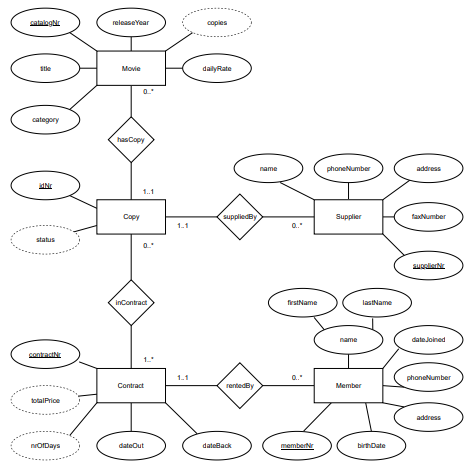 catalogNr
releaseYear
copies
title
Movie
dailyRate
category
0..*
hasCopy
name
phoneNumber
address
idNr
1..1
Copy
suppliedBy
Supplier
faxNumber
status
0..*
1..1
0..*
supplierNr
inContract
firstName
lastName
name
dateJoined
contractNr
1..*
1..1
0..*
phoneNumber
Contract
rentedBy
Member
totalPrice
address
nrOfDays
dateOut
dateBack
memberNr
birthDate